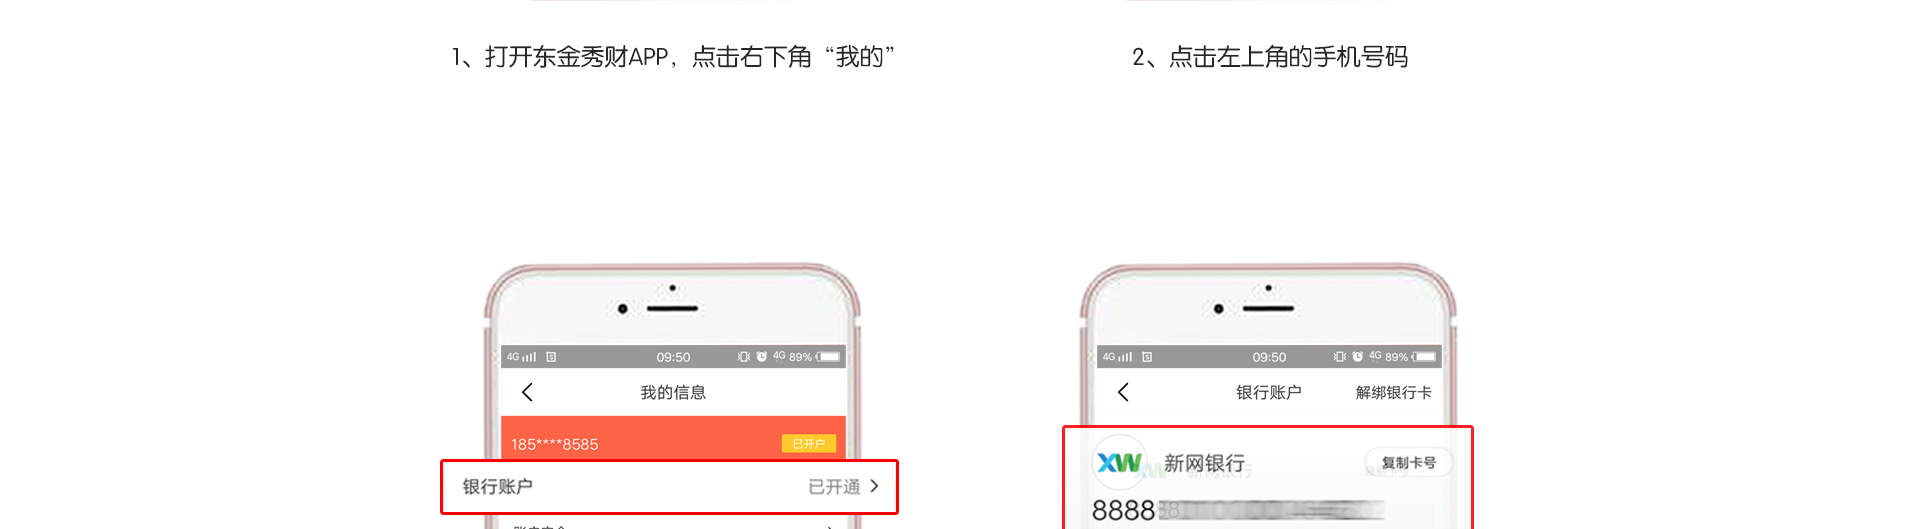 1、打开东金秀财APP，点击右下角“我的”
2、点击左上角的手机号码
4G 09:50 4G 89%
我的信息
185****8585 已开户
银行账户 已开通
4G 09:50 4G 89%
银行账户 解绑银行卡
XW 新网银行 复制卡号
8888